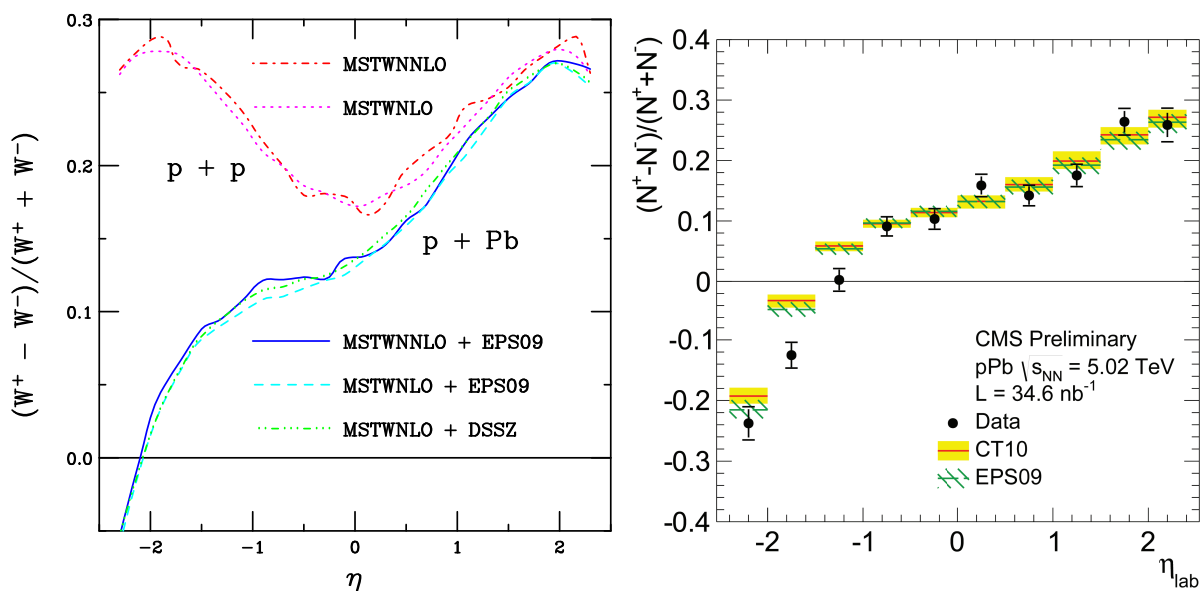 (W⁺ − W⁻)/(W⁺ + W⁻)
0.3
0.2
0.1
0.0
MSTWNNLO
MSTWNLO
p + p
p + Pb
MSTWNNLO + EPS09
MSTWNLO + EPS09
MSTWNLO + DSSZ
−2 −1 0 1 2
η
(N⁺-N⁻)/(N⁺+N⁻)
0.4
0.3
0.2
0.1
0
-0.1
-0.2
-0.3
-0.4
CMS Preliminary
pPb √s_NN = 5.02 TeV
L = 34.6 nb⁻¹
Data
CT10
EPS09
-2 -1 0 1 2
η_lab